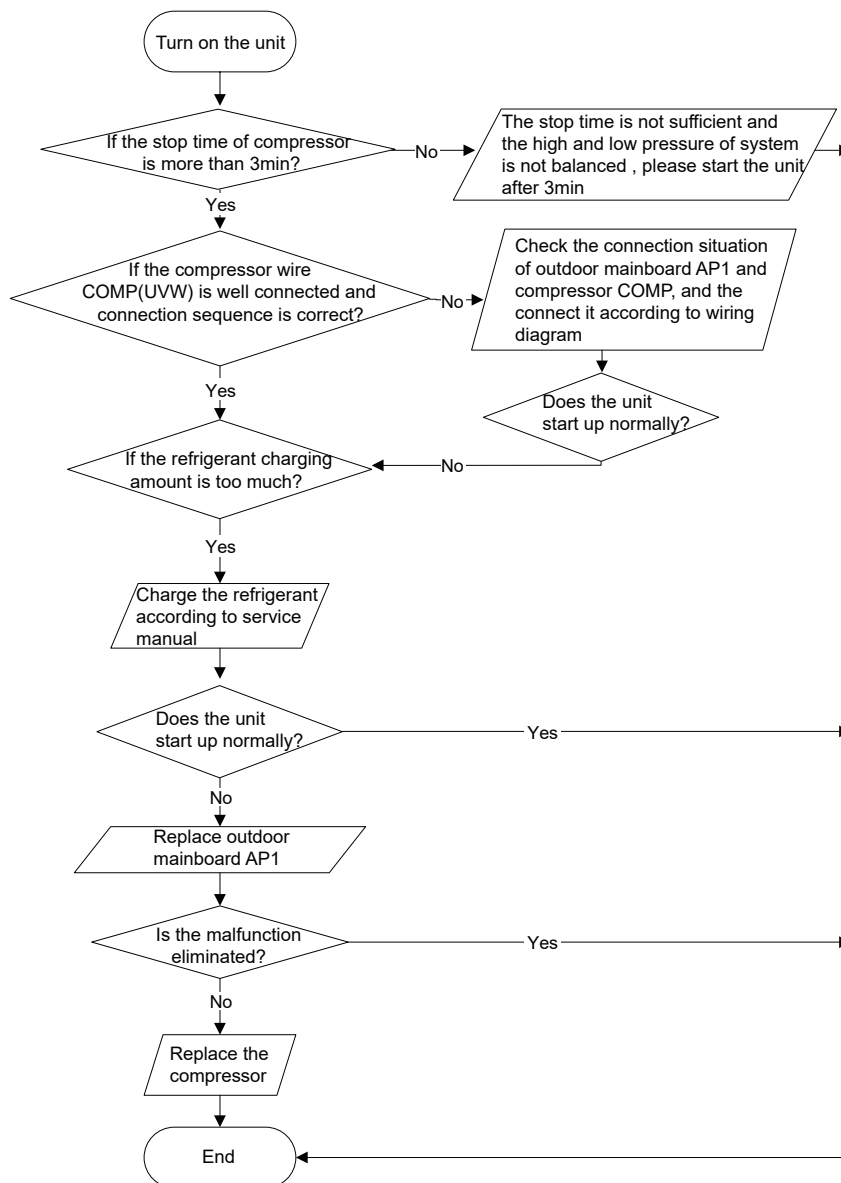 Turn on the unit
If the stop time of compressor
is more than 3min?
No
The stop time is not sufficient and
the high and low pressure of system
is not balanced , please start the unit
after 3min
Yes
If the compressor wire
COMP(UVW) is well connected and
connection sequence is correct?
No
Check the connection situation
of outdoor mainboard AP1 and
compressor COMP, and the
connect it according to wiring
diagram
Yes
Does the unit
start up normally?
If the refrigerant charging
amount is too much?
No
Yes
Charge the refrigerant
according to service
manual
Does the unit
start up normally?
Yes
No
Replace outdoor
mainboard AP1
Is the malfunction
eliminated?
Yes
No
Replace the
compressor
End